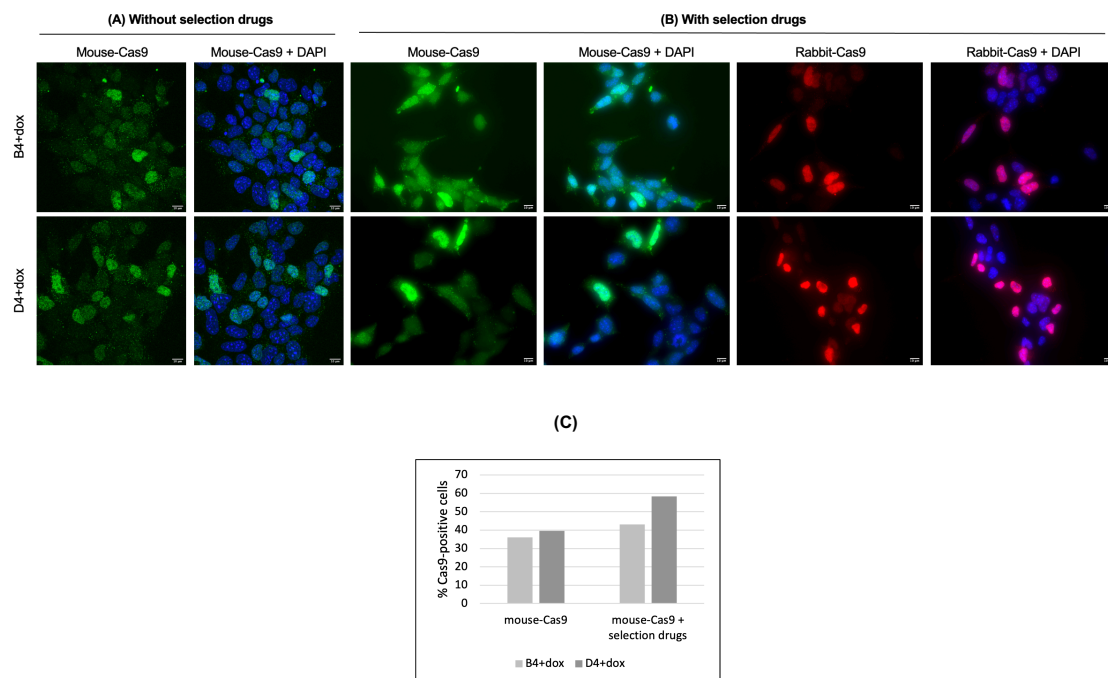 (A) Without selection drugs
(B) With selection drugs
Mouse-Cas9
Mouse-Cas9 + DAPI
Mouse-Cas9
Mouse-Cas9 + DAPI
Rabbit-Cas9
Rabbit-Cas9 + DAPI
B4+dox
D4+dox
(C)
% Cas9-positive cells
70
60
50
40
30
20
10
0
mouse-Cas9
mouse-Cas9 +
selection drugs
B4+dox
D4+dox